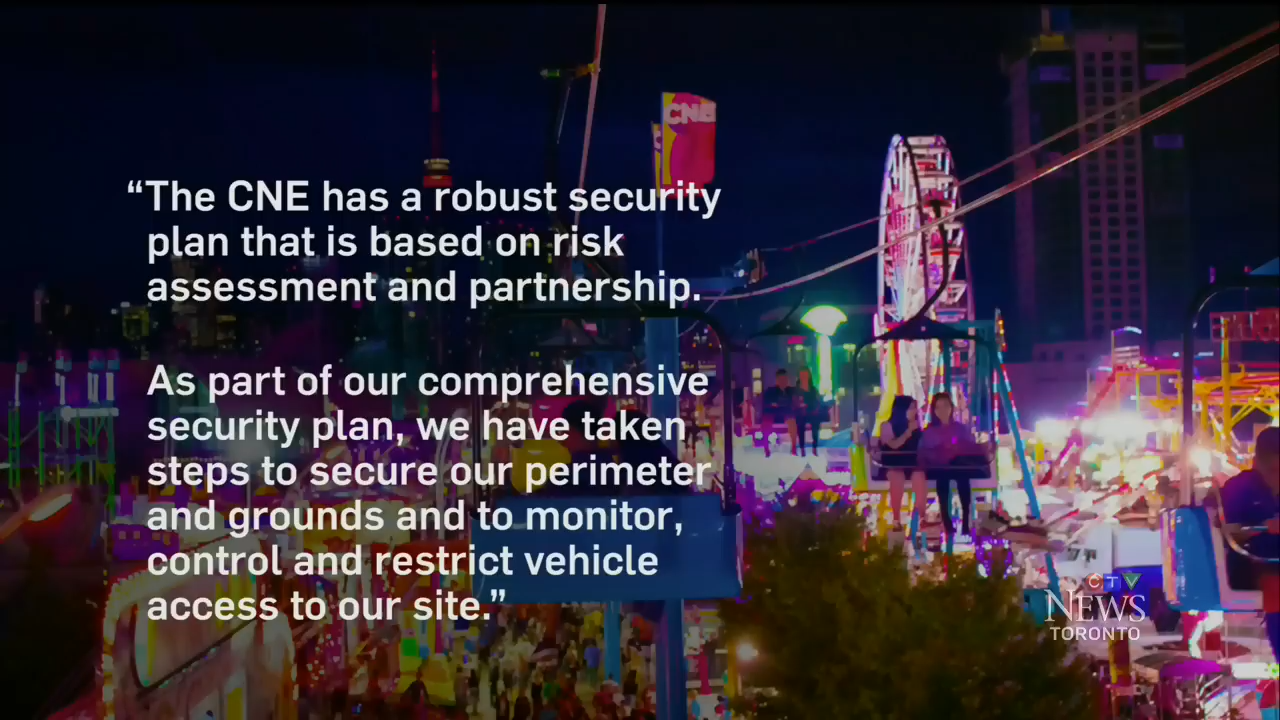 CNE
“The CNE has a robust security
plan that is based on risk
assessment and partnership.
As part of our comprehensive
security plan, we have taken
steps to secure our perimeter
and grounds and to monitor,
control and restrict vehicle
access to our site.”
CTV
NEWS
TORONTO